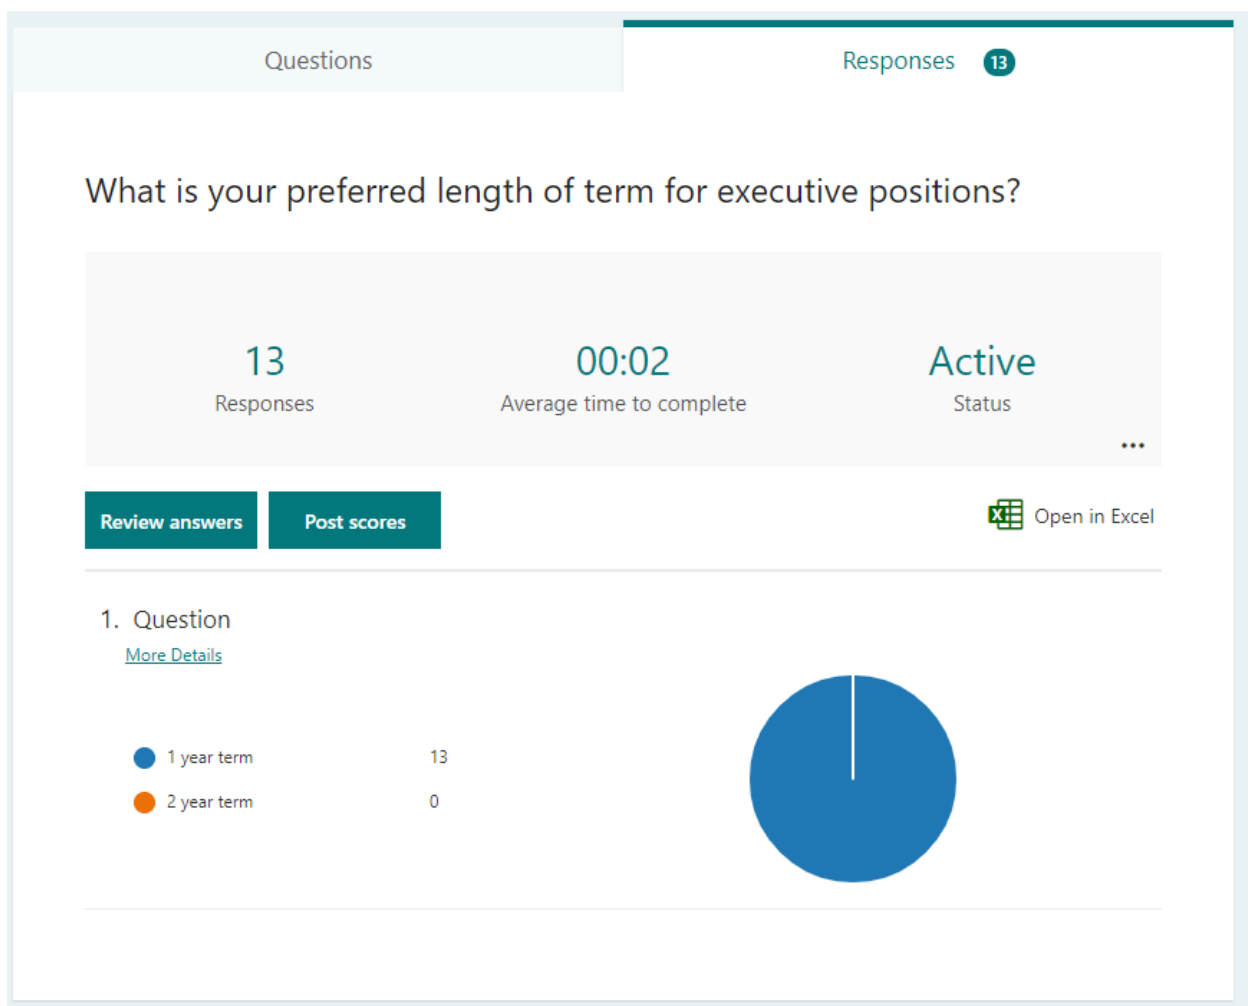 Questions
Responses 13
What is your preferred length of term for executive positions?
13 00:02 Active
Responses Average time to complete Status
Review answers Post scores Open in Excel
1. Question
More Details
1 year term 13
2 year term 0